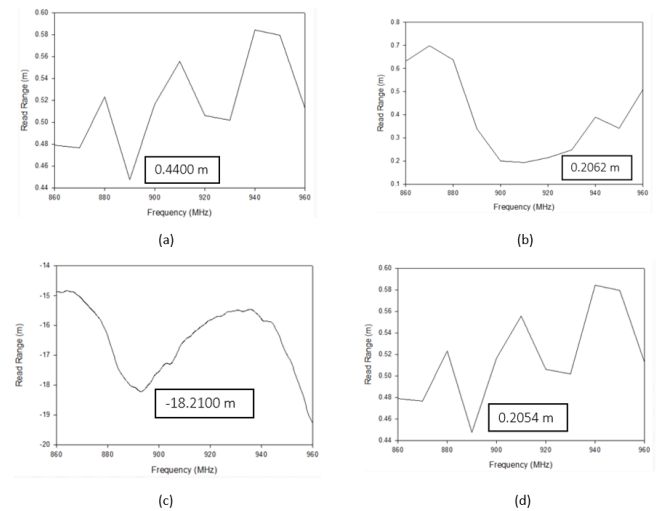 0.60
0.58
0.56
0.54
0.52
0.50
0.48
0.46
0.44
Read Range (m)
0.4400 m
860 880 900 920 940 960
Frequency (MHz)
(a)
0.8
0.7
0.6
0.5
0.4
0.3
0.2
0.1
Read Range (m)
0.2062 m
860 880 900 920 940 960
Frequency (MHz)
(b)
-14
-15
-16
-17
-18
-19
-20
Read Range (m)
-18.2100 m
860 880 900 920 940 960
Frequency (MHz)
(c)
0.60
0.58
0.56
0.54
0.52
0.50
0.48
0.46
0.44
Read Range (m)
0.2054 m
860 880 900 920 940 960
Frequency (MHz)
(d)